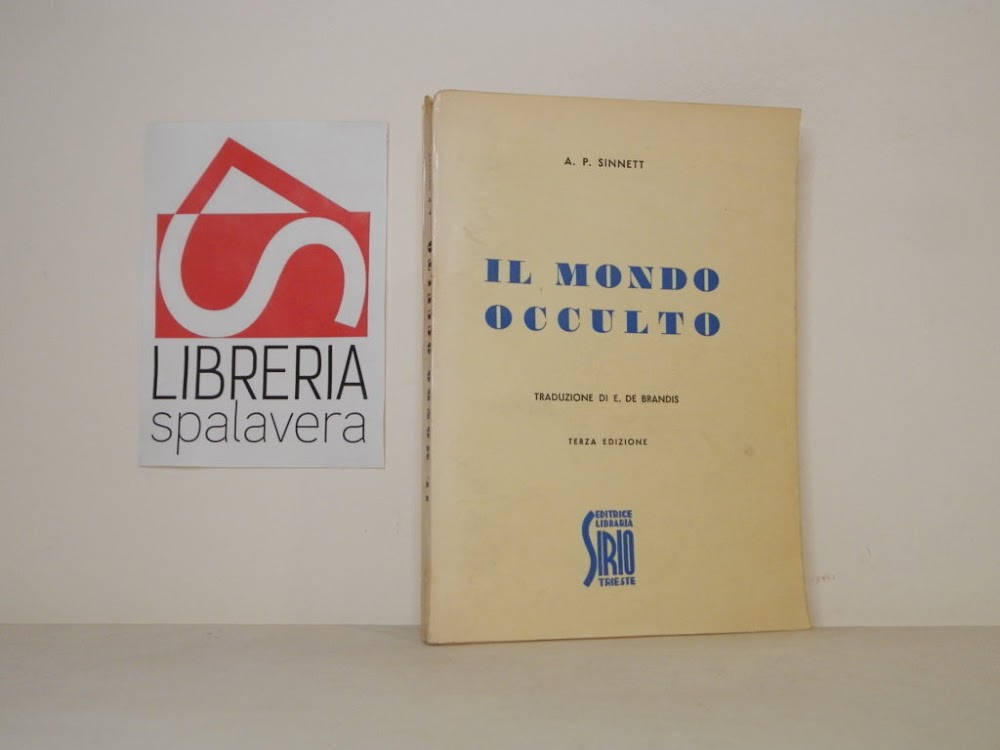 LIBRERIA
spalavera
A. P. SINNETT
IL MONDO
OCCULTO
TRADUZIONE DI E. DE BRANDIS
TERZA EDIZIONE
EDITRICE
LIBRARIA
SIRIO
TRIESTE